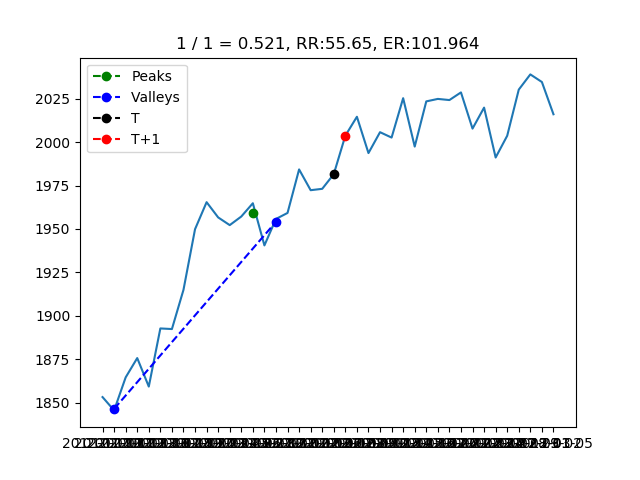 1 / 1 = 0.521, RR:55.65, ER:101.964
Peaks
Valleys
T
T+1
2025
2000
1975
1950
1925
1900
1875
1850